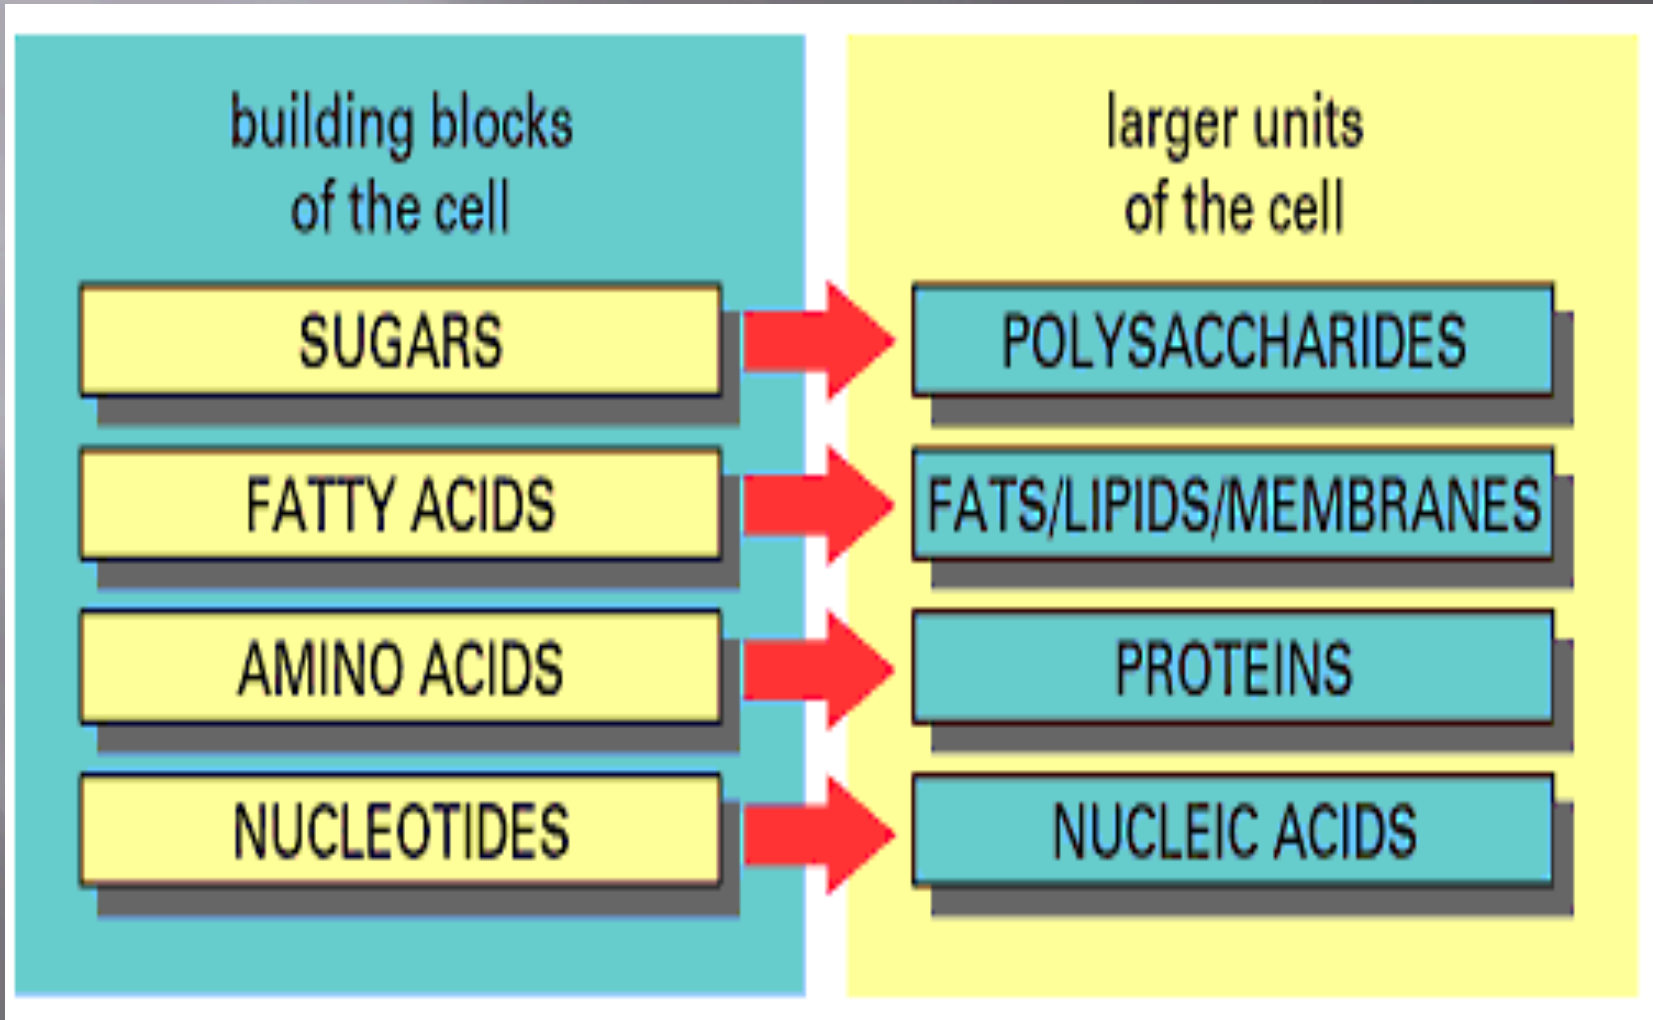 building blocks
of the cell
SUGARS
FATTY ACIDS
AMINO ACIDS
NUCLEOTIDES
larger units
of the cell
POLYSACCHARIDES
FATS/LIPIDS/MEMBRANES
PROTEINS
NUCLEIC ACIDS